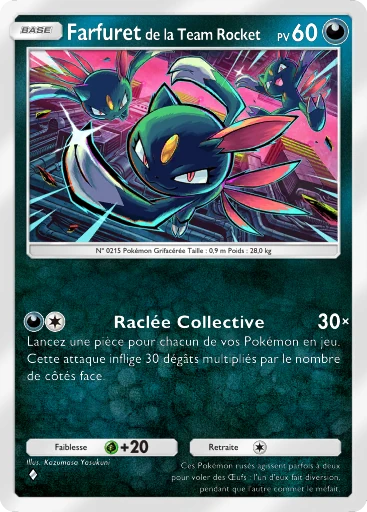 BASE
Farfuret de la Team Rocket PV 60
N° 0215 Pokémon Grifacérée Taille : 0,9 m Poids : 28,0 kg
Raclée Collective 30×
Lancez une pièce pour chacun de vos Pokémon en jeu.
Cette attaque inflige 30 dégâts multipliés par le nombre
de côtés face.
Faiblesse +20 Retraite
Illus. Kazumasa Yasukuni
Ces Pokémon rusés agissent parfois à deux
pour voler des Œufs : l'un d'eux fait diversion,
pendant que l'autre commet le méfait.